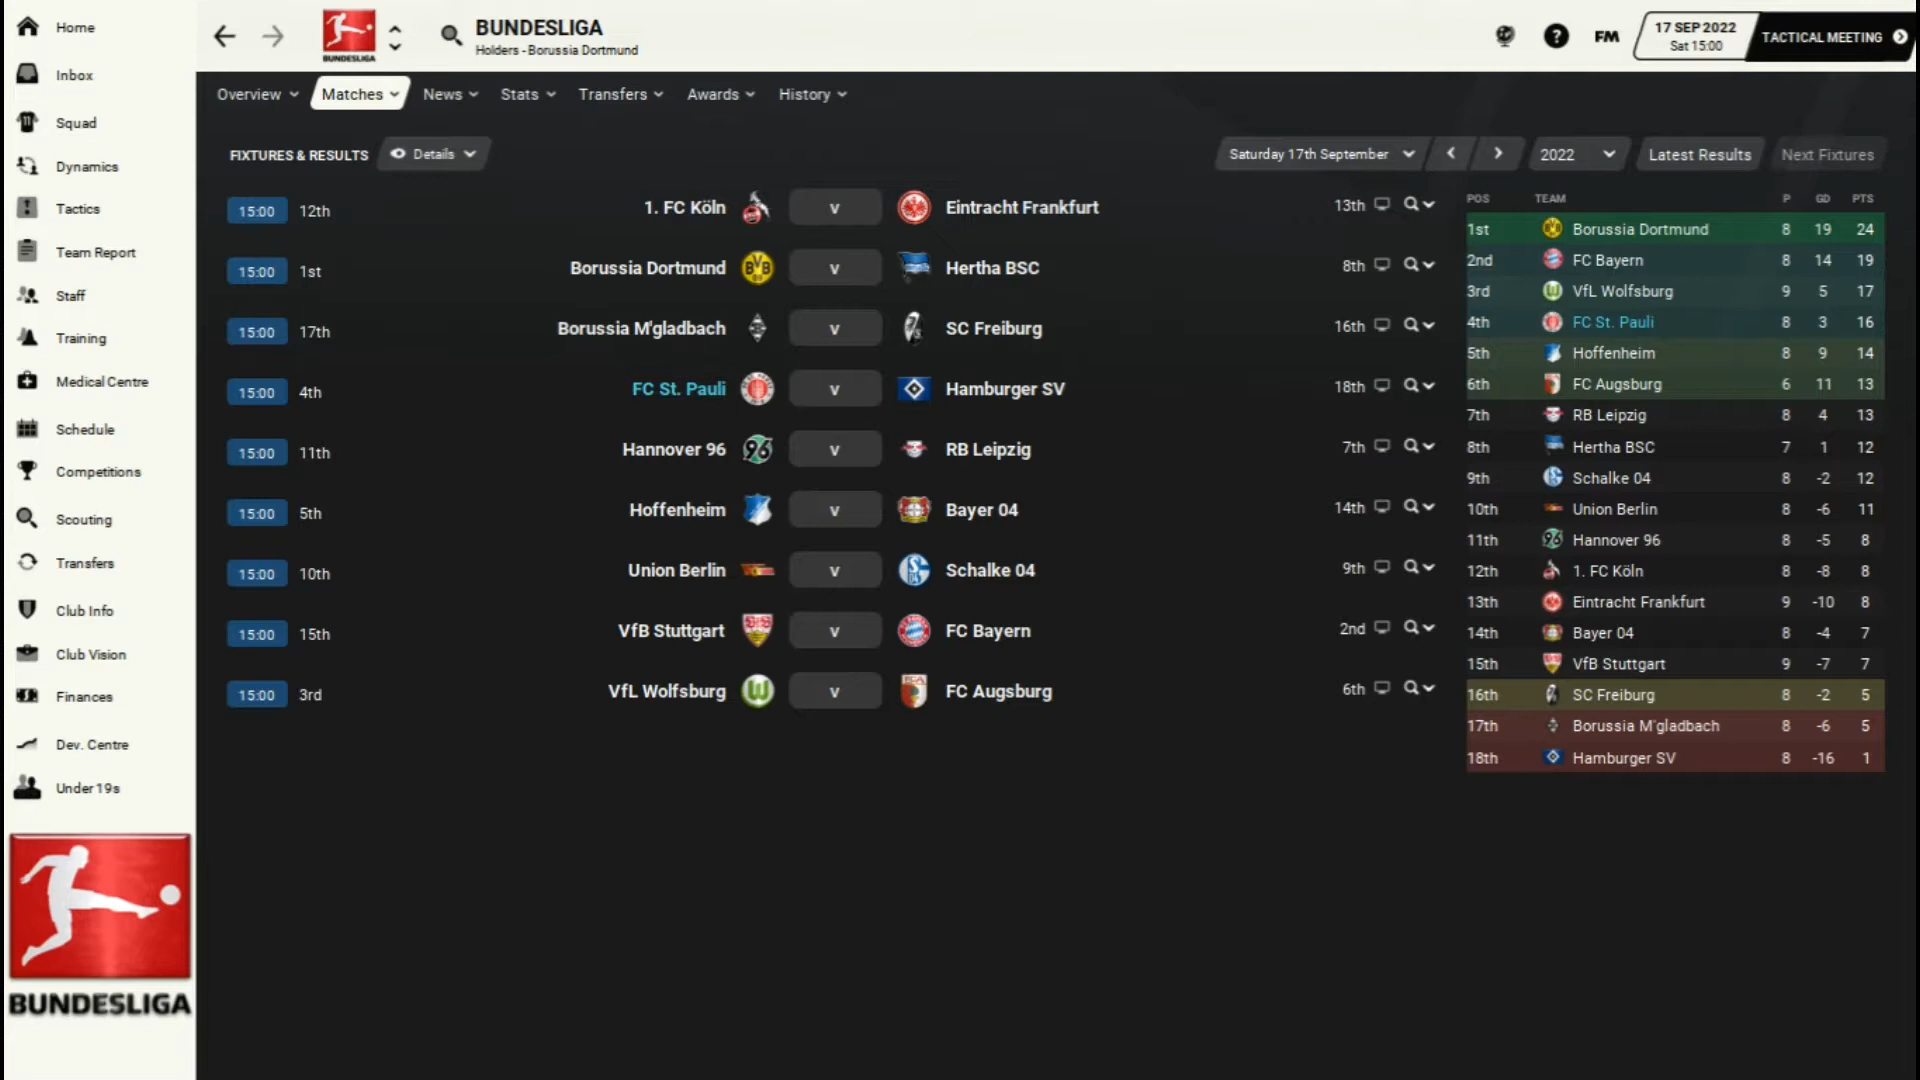 Home
Inbox
Squad
Dynamics
Tactics
Team Report
Staff
Training
Medical Centre
Schedule
Competitions
Scouting
Transfers
Club Info
Club Vision
Finances
Dev. Centre
Under 19s
BUNDESLIGA
BUNDESLIGA
BUNDESLIGA
Holders - Borussia Dortmund
FM
17 SEP 2022
Sat 15:00
TACTICAL MEETING
Overview Matches News Stats Transfers Awards History
FIXTURES & RESULTS Details Saturday 17th September 2022 Latest Results Next Fixtures
15:00 12th 1. FC Köln v Eintracht Frankfurt 13th
15:00 1st Borussia Dortmund v Hertha BSC 8th
15:00 17th Borussia M'gladbach v SC Freiburg 16th
15:00 4th FC St. Pauli v Hamburger SV 18th
15:00 11th Hannover 96 v RB Leipzig 7th
15:00 5th Hoffenheim v Bayer 04 14th
15:00 10th Union Berlin v Schalke 04 9th
15:00 15th VfB Stuttgart v FC Bayern 2nd
15:00 3rd VfL Wolfsburg v FC Augsburg 6th
POS TEAM P GD PTS
1st Borussia Dortmund 8 19 24
2nd FC Bayern 8 14 19
3rd VfL Wolfsburg 9 5 17
4th FC St. Pauli 8 3 16
5th Hoffenheim 8 9 14
6th FC Augsburg 6 11 13
7th RB Leipzig 8 4 13
8th Hertha BSC 7 1 12
9th Schalke 04 8 -2 12
10th Union Berlin 8 -6 11
11th Hannover 96 8 -5 8
12th 1. FC Köln 8 -8 8
13th Eintracht Frankfurt 9 -10 8
14th Bayer 04 8 -4 7
15th VfB Stuttgart 9 -7 7
16th SC Freiburg 8 -2 5
17th Borussia M'gladbach 8 -6 5
18th Hamburger SV 8 -16 1